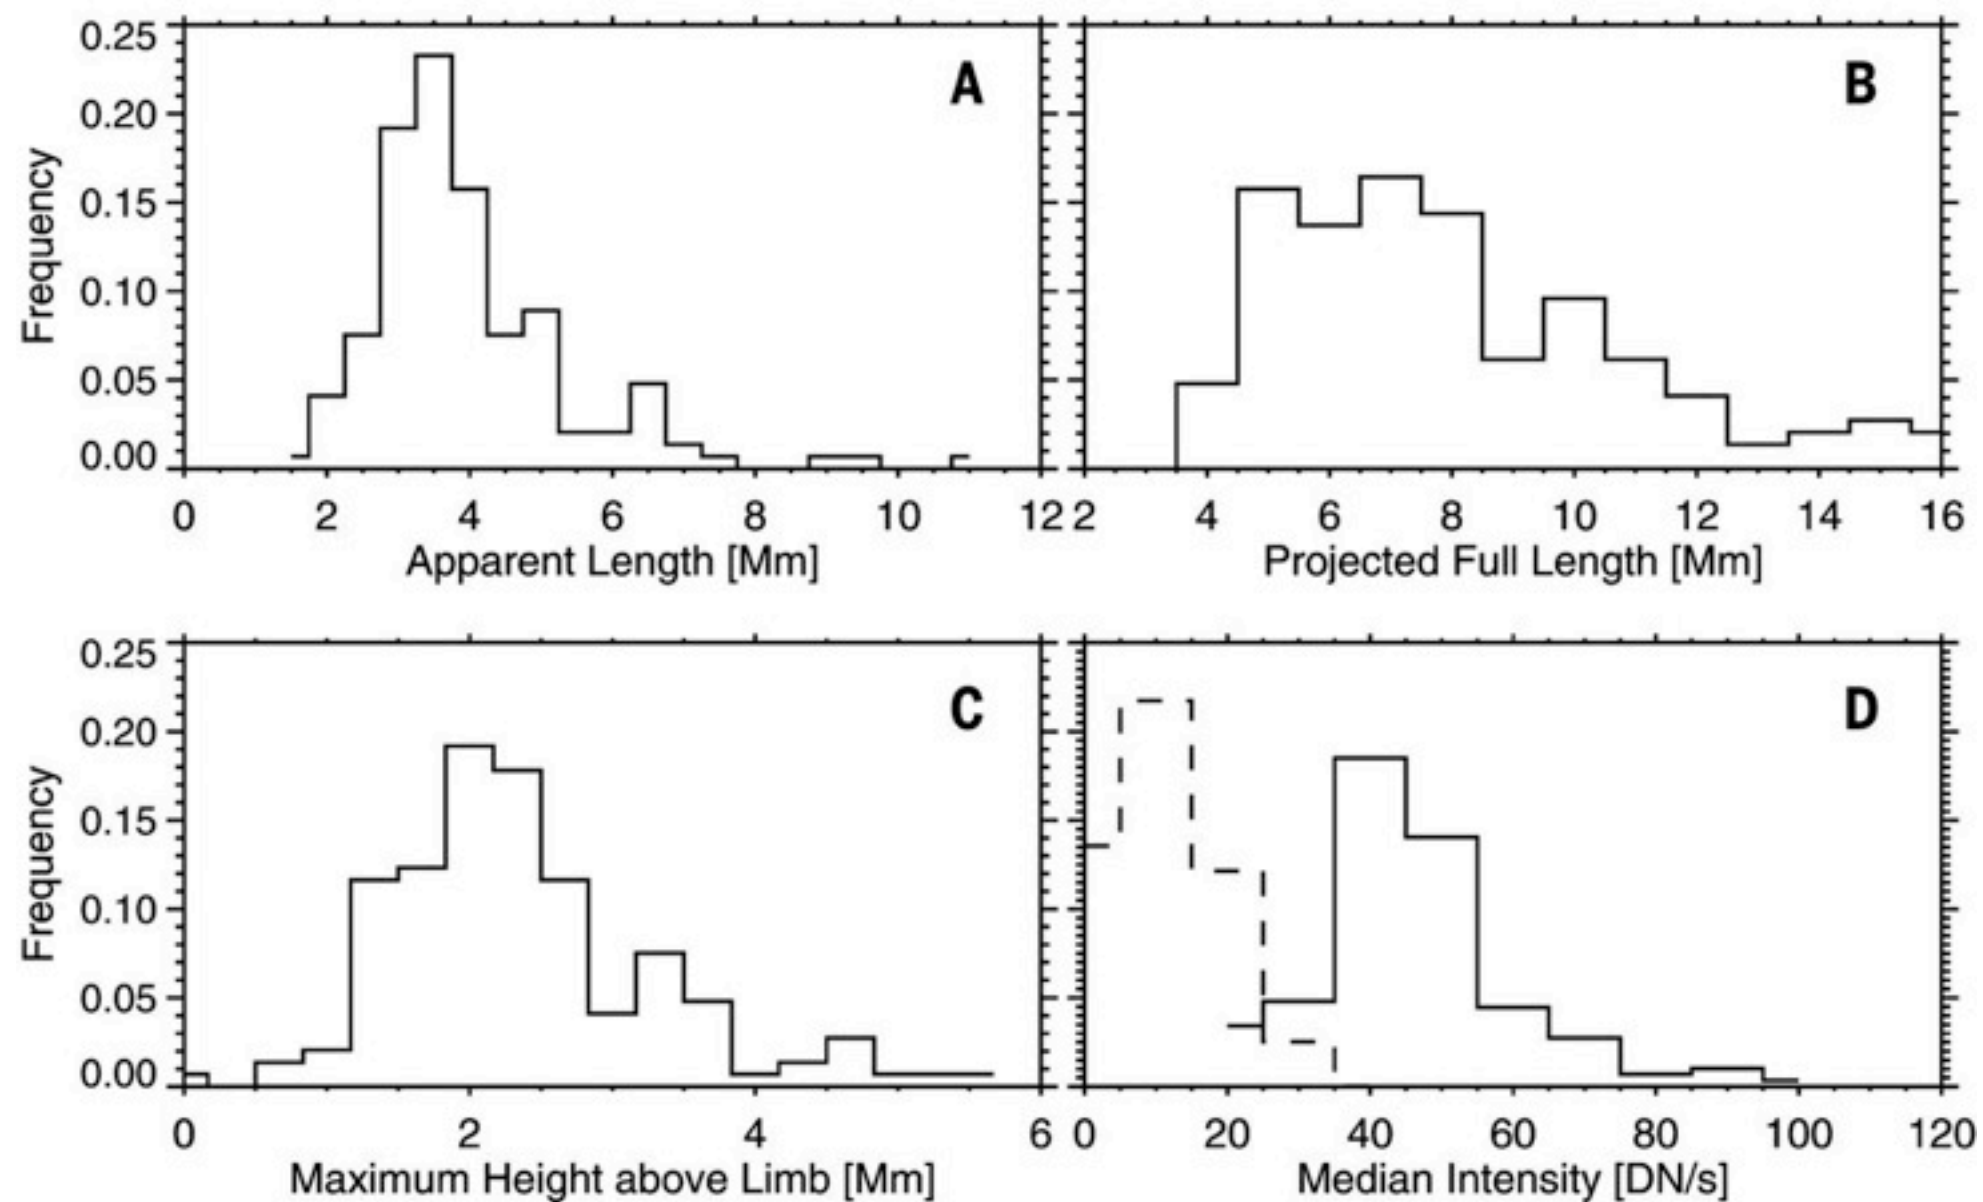 0.25
0.20
0.15
0.10
0.05
0.00
Frequency
A
0 2 4 6 8 10 12
Apparent Length [Mm]
B
2 4 6 8 10 12 14 16
Projected Full Length [Mm]
0.25
0.20
0.15
0.10
0.05
0.00
Frequency
C
0 2 4 6
Maximum Height above Limb [Mm]
D
0 20 40 60 80 100 120
Median Intensity [DN/s]